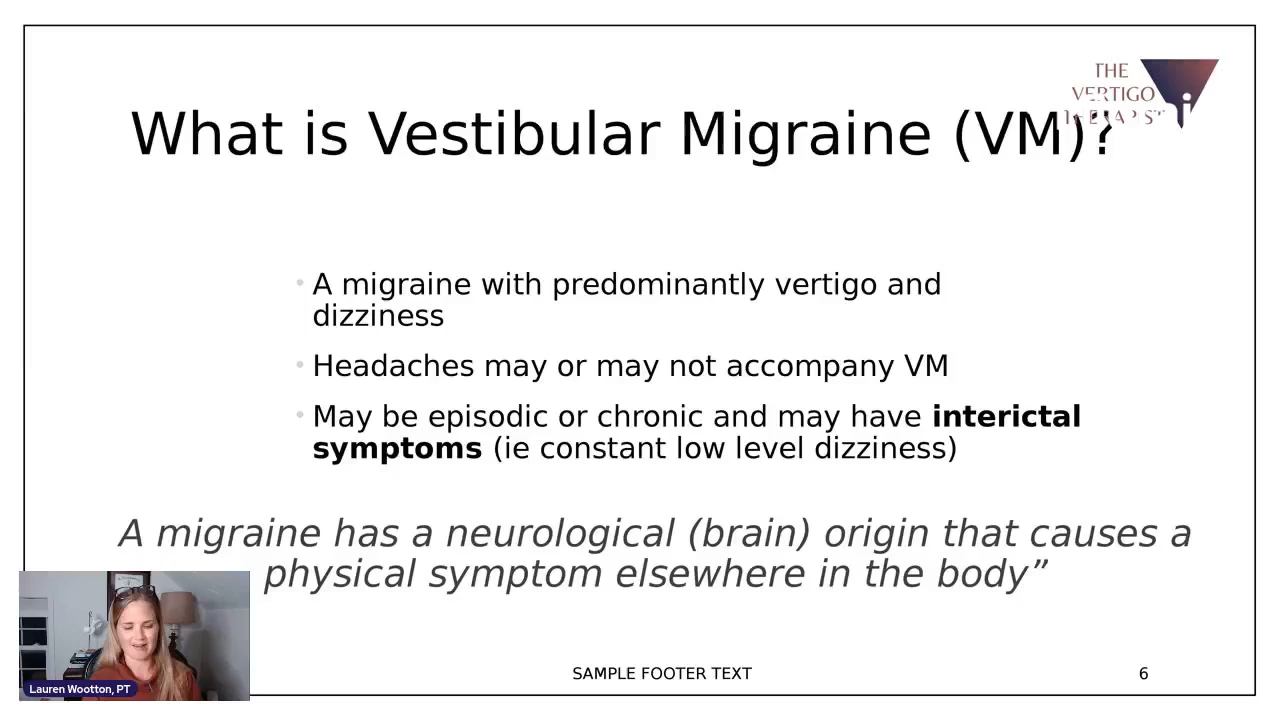 THE
VERTIGO
THERAPIST
What is Vestibular Migraine (VM)?
• A migraine with predominantly vertigo and
dizziness
• Headaches may or may not accompany VM
• May be episodic or chronic and may have interictal
symptoms (ie constant low level dizziness)
A migraine has a neurological (brain) origin that causes a
physical symptom elsewhere in the body”
Lauren Wootton, PT
SAMPLE FOOTER TEXT
6